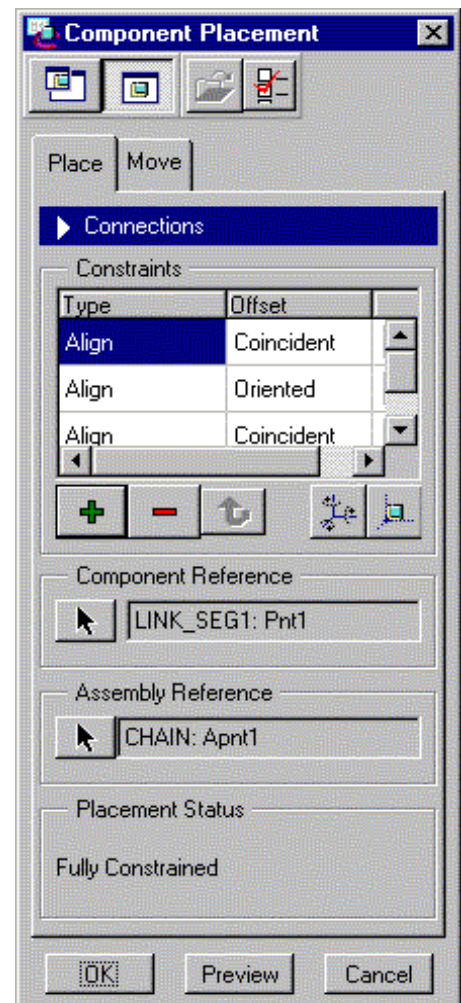 Component Placement
Place Move
Connections
Constraints
Type Offset
Align Coincident
Align Oriented
Align Coincident
Component Reference
LINK_SEG1: Pnt1
Assembly Reference
CHAIN: Apnt1
Placement Status
Fully Constrained
OK Preview Cancel